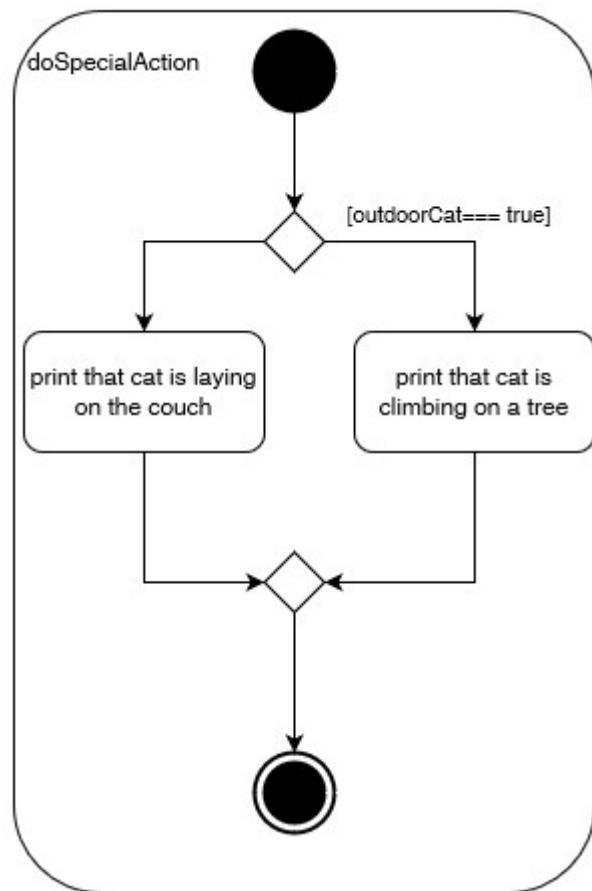 doSpecialAction
[outdoorCat=== true]
print that cat is laying
on the couch
print that cat is
climbing on a tree